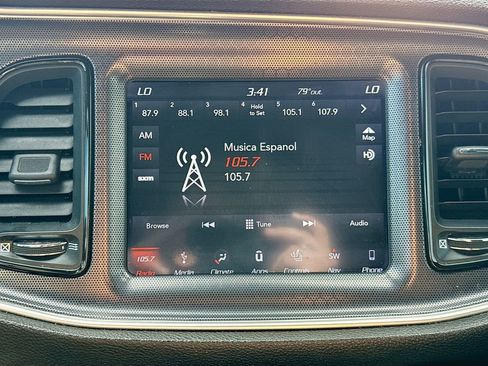 LO 3:41 79°out. LO
1 2 3 4 5 6
87.9 88.1 98.1 Hold to Set 105.1 107.9
AM
Map
Musica Espanol
FM
105.7
HD
105.7
sxm
Browse Tune Audio
105.7 SW
Radio Media Climate Apps Controls Nav Phone